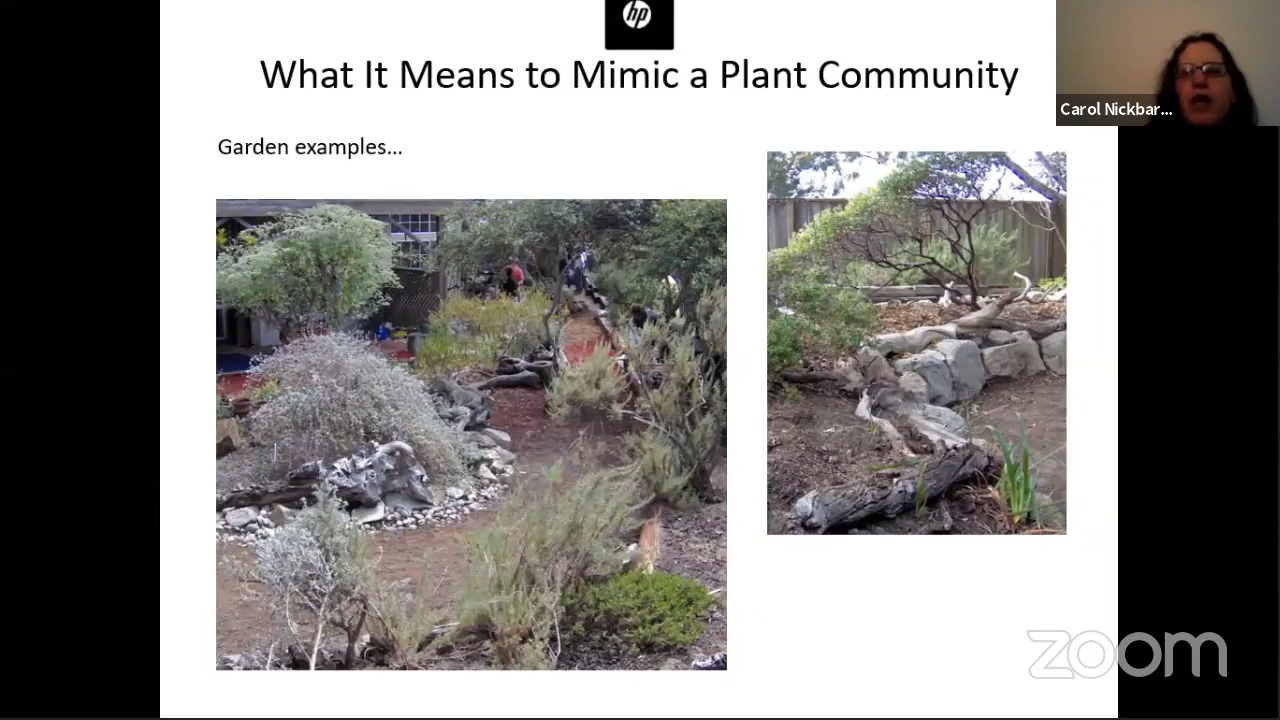 hp
What It Means to Mimic a Plant Community
Carol Nickbar...
Garden examples...
zoom